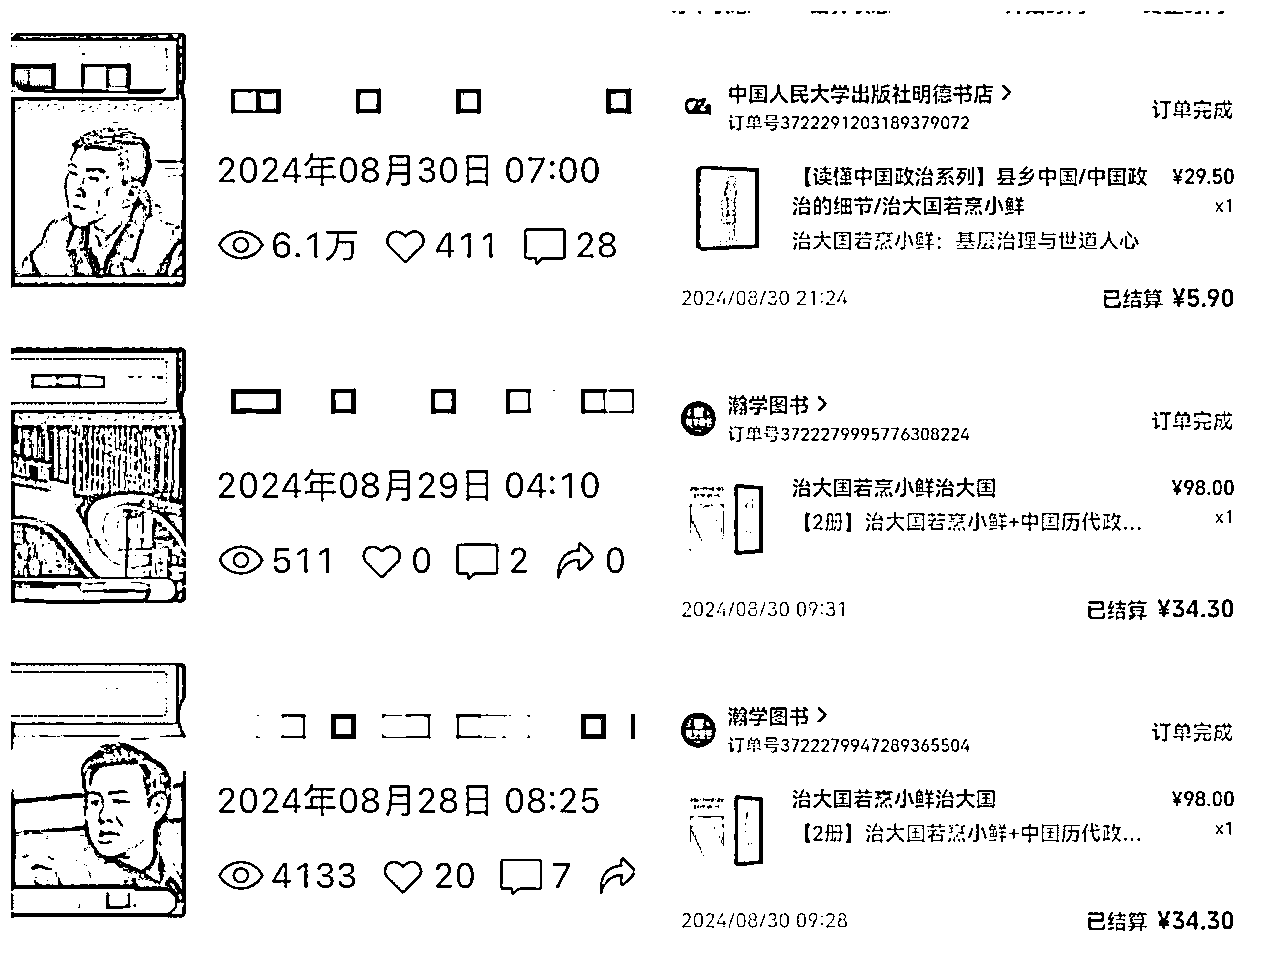 2024年08月30日 07:00
6.1万 411 28
2024年08月29日 04:10
511 0 2 0
2024年08月28日 08:25
4133 20 7
中国人民大学出版社明德书店 >
订单完成
订单号3722291203189379072
【读懂中国政治系列】县乡中国/中国政 ¥29.50
治的细节/治大国若烹小鲜 x1
治大国若烹小鲜：基层治理与世道人心
2024/08/30 21:24 已结算 ¥5.90
瀚学图书 >
订单完成
订单号3722279995776308224
治大国若烹小鲜治大国 ¥98.00
【2册】治大国若烹小鲜+中国历代政... x1
2024/08/30 09:31 已结算 ¥34.30
瀚学图书 >
订单完成
订单号3722279947289365504
治大国若烹小鲜治大国 ¥98.00
【2册】治大国若烹小鲜+中国历代政... x1
2024/08/30 09:28 已结算 ¥34.30